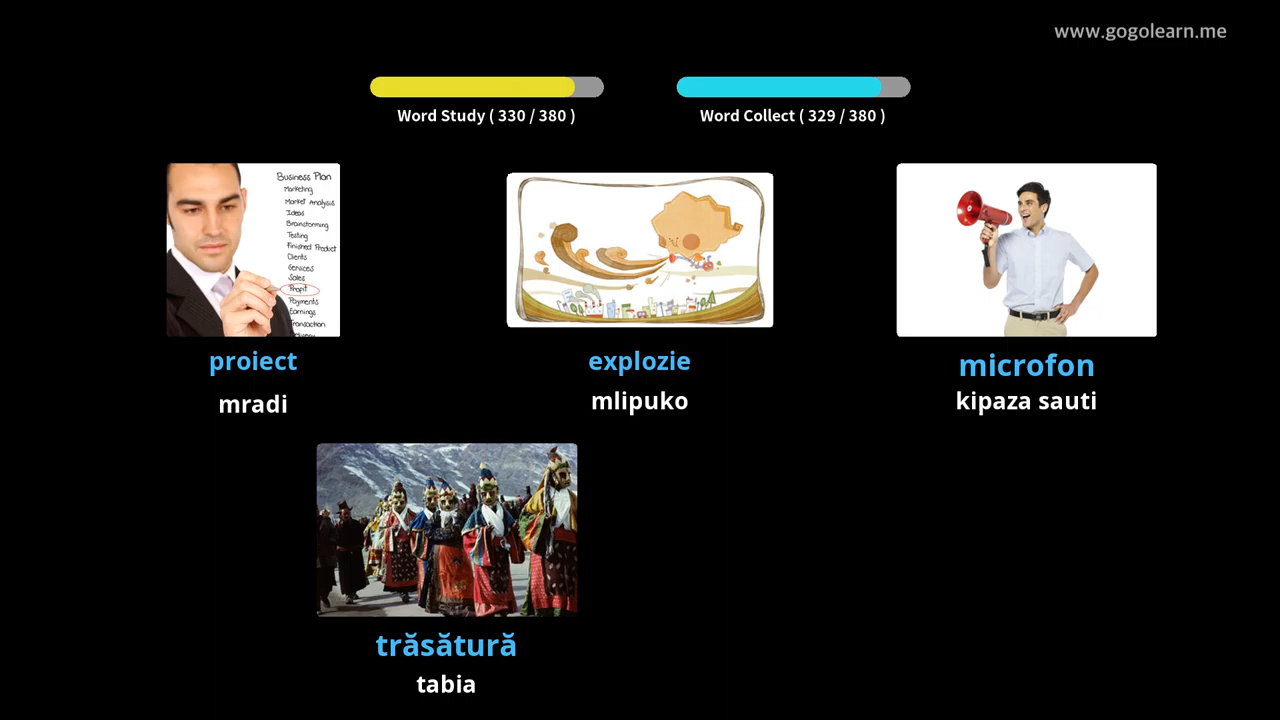 www.gogolearn.me
Word Study ( 330 / 380 )
Word Collect ( 329 / 380 )
Business Plan
Marketing
Market Analysis
Ideas
Brainstorming
Testing
Finished Product
Clients
Services
Sales
Profit
Payments
Earnings
Transaction
proiect
mradi
explozie
mlipuko
microfon
kipaza sauti
trăsătură
tabia